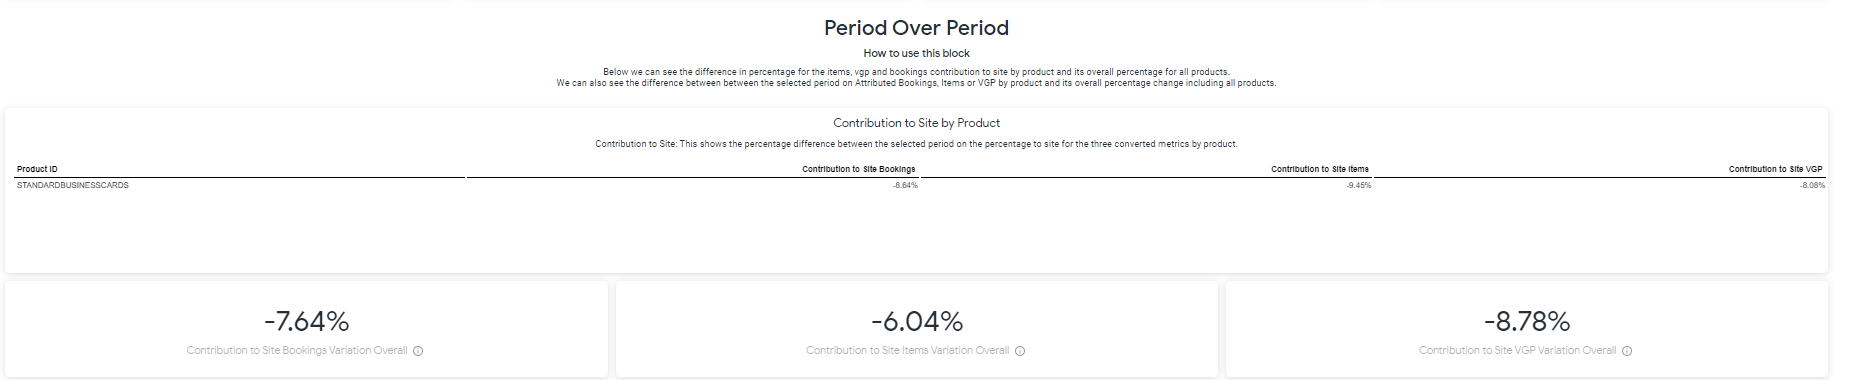 Period Over Period
How to use this block
Below we can see the difference in percentage for the items, vgp and bookings contribution to site by product and its overall percentage for all products.
We can also see the difference between between the selected period on Attributed Bookings, Items or VGP by product and its overall percentage change including all products.
Contribution to Site by Product
Contribution to Site: This shows the percentage difference between the selected period on the percentage to site for the three converted metrics by product.
Product ID Contribution to Site Bookings Contribution to Site Items Contribution to Site VGP
STANDARDBUSINESSCARDS -8.64% -9.45% -8.08%
-7.64% -6.04% -8.78%
Contribution to Site Bookings Variation Overall Contribution to Site Items Variation Overall Contribution to Site VGP Variation Overall